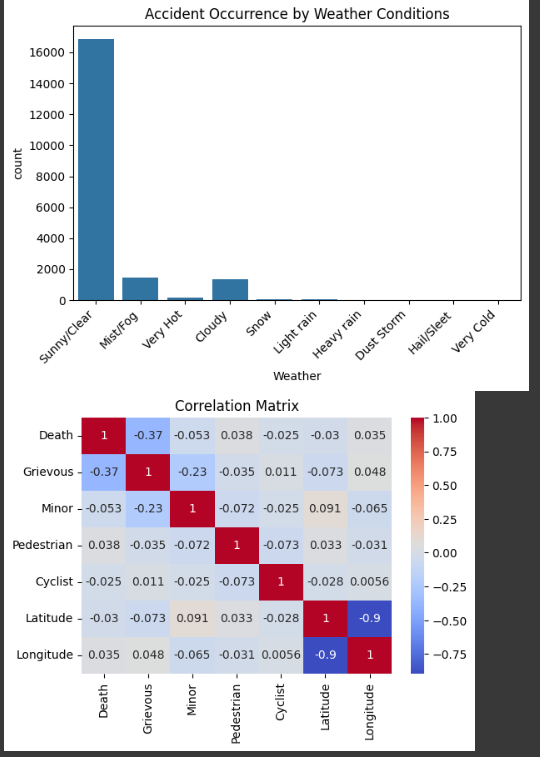 Accident Occurrence by Weather Conditions
16000
14000
12000
10000
8000
6000
4000
2000
0
count
Sunny/Clear
Mist/Fog
Very Hot
Cloudy
Snow
Light rain
Heavy rain
Dust Storm
Hail/Sleet
Very Cold
Weather
Correlation Matrix
Death 1 -0.37 -0.053 0.038 -0.025 -0.03 0.035
Grievous -0.37 1 -0.23 -0.035 0.011 -0.073 0.048
Minor -0.053 -0.23 1 -0.072 -0.025 0.091 -0.065
Pedestrian 0.038 -0.035 -0.072 1 -0.073 0.033 -0.031
Cyclist -0.025 0.011 -0.025 -0.073 1 -0.028 0.0056
Latitude -0.03 -0.073 0.091 0.033 -0.028 1 -0.9
Longitude 0.035 0.048 -0.065 -0.031 0.0056 -0.9 1
Death
Grievous
Minor
Pedestrian
Cyclist
Latitude
Longitude
1.00
0.75
0.50
0.25
0.00
−0.25
−0.50
−0.75